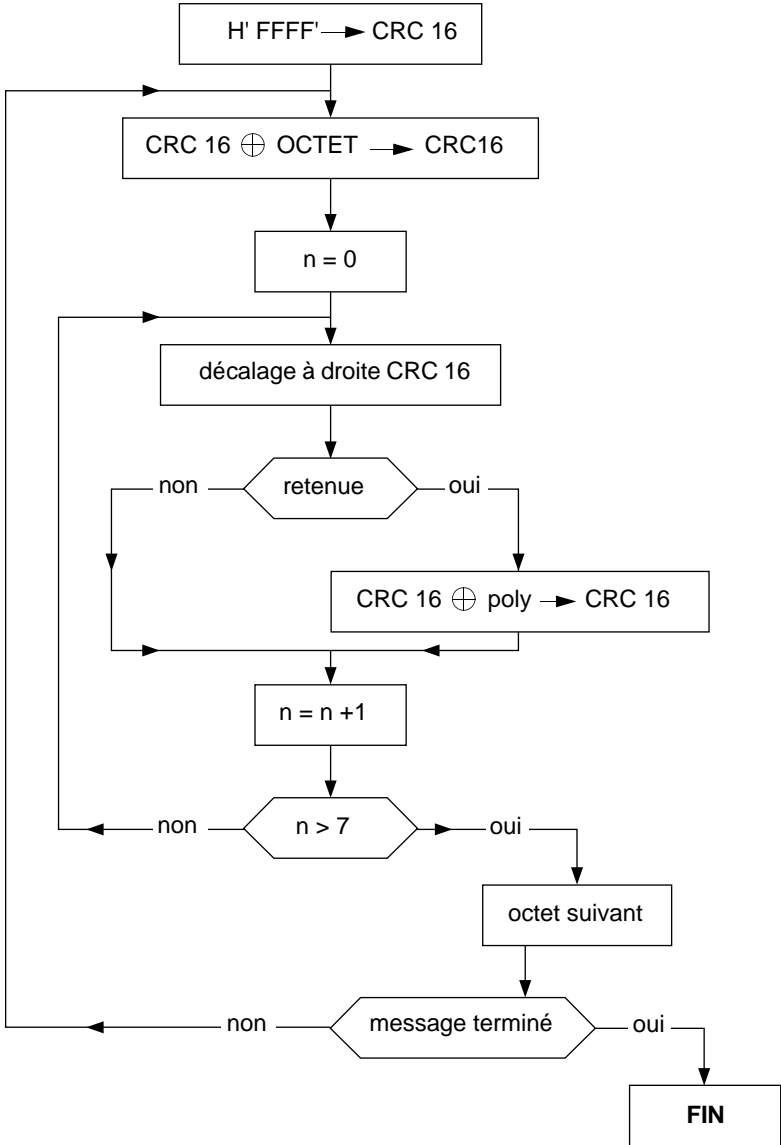 H' FFFF' → CRC 16
CRC 16 ⊕ OCTET → CRC16
n = 0
décalage à droite CRC 16
non
retenue
oui
CRC 16 ⊕ poly → CRC 16
n = n +1
non
n > 7
oui
octet suivant
non
message terminé
oui
FIN